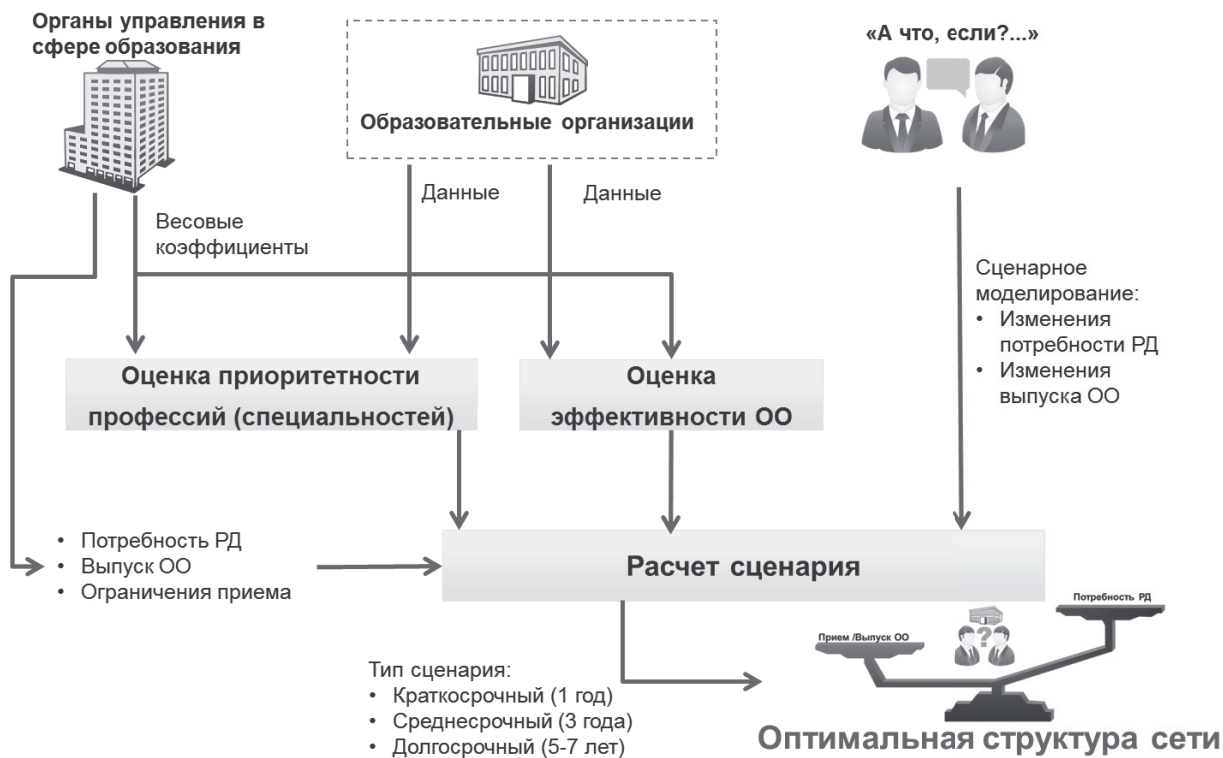 Органы управления в
сфере образования
Образовательные организации
«А что, если?...»
Данные
Данные
Весовые
коэффициенты
Сценарное
моделирование:
• Изменения
потребности РД
• Изменения
выпуска ОО
Оценка приоритетности
профессий (специальностей)
Оценка
эффективности ОО
• Потребность РД
• Выпуск ОО
• Ограничения приема
Расчет сценария
Потребность РД
Прием /Выпуск ОО
?
Тип сценария:
• Краткосрочный (1 год)
• Среднесрочный (3 года)
• Долгосрочный (5-7 лет)
Оптимальная структура сети